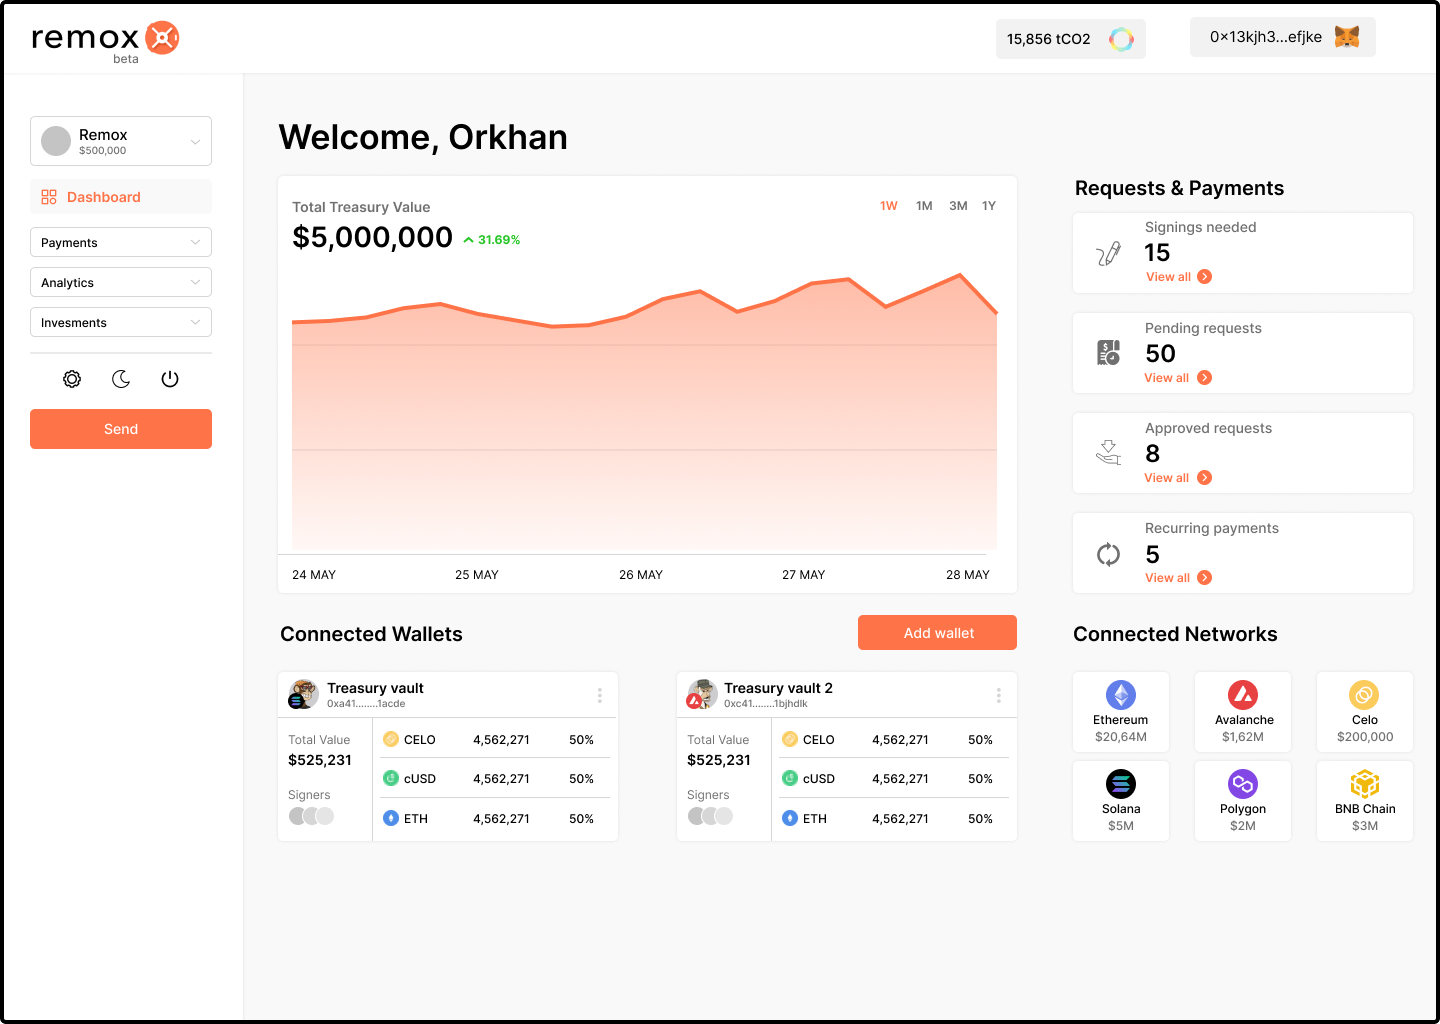 remox
beta
15,856 tCO2
0x13kjh3...efjke
Remox
$500,000
Dashboard
Payments
Analytics
Invesments
Send
Welcome, Orkhan
Total Treasury Value
1W 1M 3M 1Y
$5,000,000 31.69%
24 MAY 25 MAY 26 MAY 27 MAY 28 MAY
Requests & Payments
Signings needed
15
View all
Pending requests
50
View all
Approved requests
8
View all
Recurring payments
5
View all
Connected Wallets
Add wallet
Treasury vault
0xa41........1acde
Total Value
$525,231
Signers
CELO 4,562,271 50%
cUSD 4,562,271 50%
ETH 4,562,271 50%
Treasury vault 2
0xc41........1bjhdlk
Total Value
$525,231
Signers
CELO 4,562,271 50%
cUSD 4,562,271 50%
ETH 4,562,271 50%
Connected Networks
Ethereum
$20,64M
Avalanche
$1,62M
Celo
$200,000
Solana
$5M
Polygon
$2M
BNB Chain
$3M